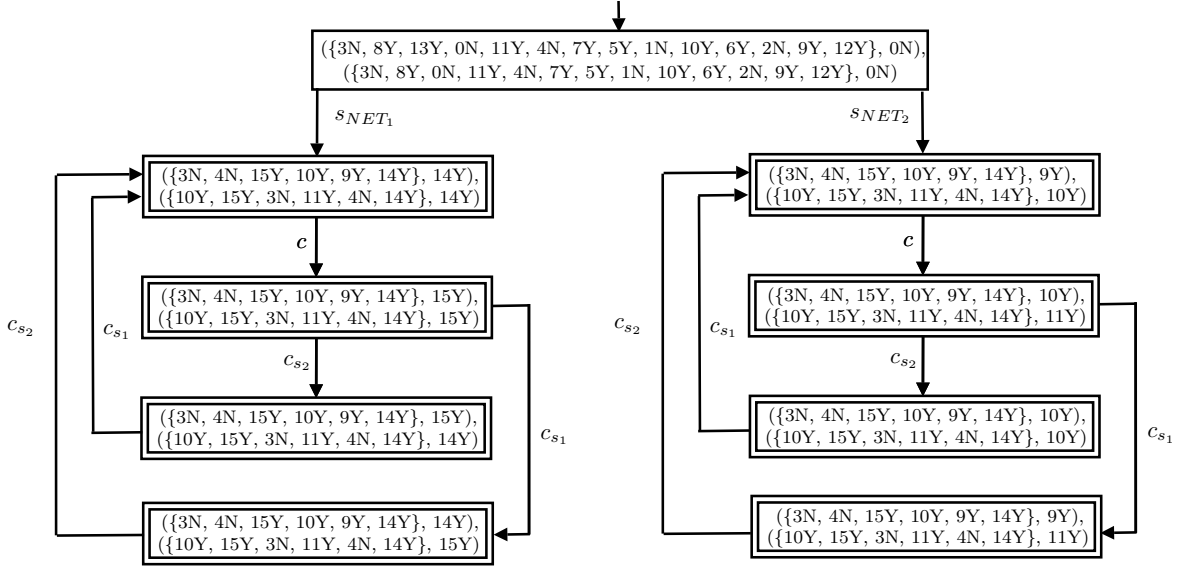 ({3N, 8Y, 13Y, 0N, 11Y, 4N, 7Y, 5Y, 1N, 10Y, 6Y, 2N, 9Y, 12Y}, 0N),
({3N, 8Y, 0N, 11Y, 4N, 7Y, 5Y, 1N, 10Y, 6Y, 2N, 9Y, 12Y}, 0N)
s_{NET_1}
s_{NET_2}
({3N, 4N, 15Y, 10Y, 9Y, 14Y}, 14Y),
({10Y, 15Y, 3N, 11Y, 4N, 14Y}, 14Y)
({3N, 4N, 15Y, 10Y, 9Y, 14Y}, 9Y),
({10Y, 15Y, 3N, 11Y, 4N, 14Y}, 10Y)
c
c
({3N, 4N, 15Y, 10Y, 9Y, 14Y}, 15Y),
({10Y, 15Y, 3N, 11Y, 4N, 14Y}, 15Y)
({3N, 4N, 15Y, 10Y, 9Y, 14Y}, 10Y),
({10Y, 15Y, 3N, 11Y, 4N, 14Y}, 11Y)
c_{s_2}
c_{s_1}
c_{s_2}
c_{s_2}
c_{s_1}
c_{s_2}
({3N, 4N, 15Y, 10Y, 9Y, 14Y}, 15Y),
({10Y, 15Y, 3N, 11Y, 4N, 14Y}, 14Y)
c_{s_1}
({3N, 4N, 15Y, 10Y, 9Y, 14Y}, 10Y),
({10Y, 15Y, 3N, 11Y, 4N, 14Y}, 10Y)
c_{s_1}
({3N, 4N, 15Y, 10Y, 9Y, 14Y}, 14Y),
({10Y, 15Y, 3N, 11Y, 4N, 14Y}, 15Y)
({3N, 4N, 15Y, 10Y, 9Y, 14Y}, 9Y),
({10Y, 15Y, 3N, 11Y, 4N, 14Y}, 11Y)